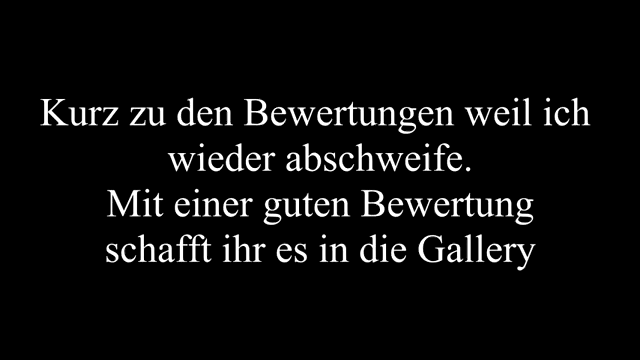 Kurz zu den Bewertungen weil ich
wieder abschweife.
Mit einer guten Bewertung
schafft ihr es in die Gallery